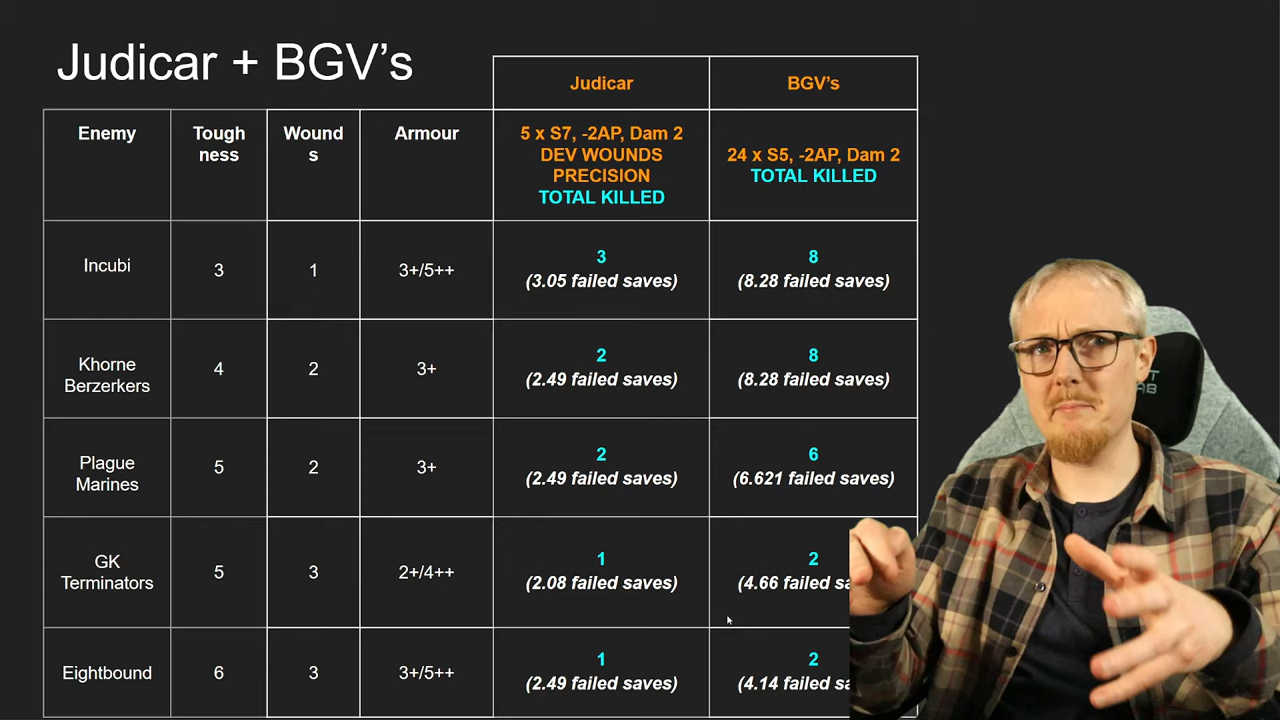 Judicar + BGV's
Judicar
BGV's
Enemy
Tough
ness
Wound
s
Armour
5 x S7, -2AP, Dam 2
DEV WOUNDS
PRECISION
TOTAL KILLED
24 x S5, -2AP, Dam 2
TOTAL KILLED
Incubi
3
1
3+/5++
3
(3.05 failed saves)
8
(8.28 failed saves)
Khorne
Berzerkers
4
2
3+
2
(2.49 failed saves)
8
(8.28 failed saves)
Plague
Marines
5
2
3+
2
(2.49 failed saves)
6
(6.621 failed saves)
GK
Terminators
5
3
2+/4++
1
(2.08 failed saves)
2
(4.66 failed
Eightbound
6
3
3+/5++
1
(2.49 failed saves)
2
(4.14 failed